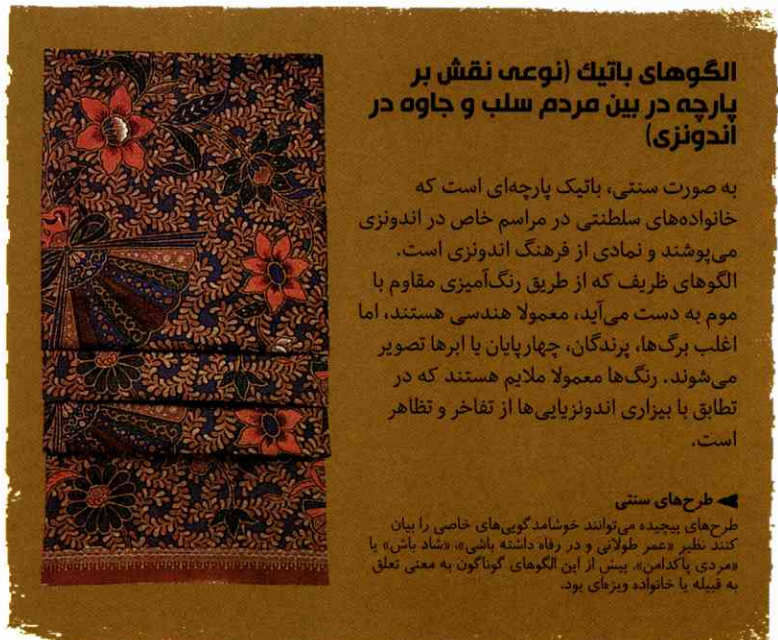 الگوهای باتیک (نوعی نقش بر
پارچه در بین مردم سلب و جاوه در
اندونزی)
به صورت سنتی، باتیک پارچه‌ای است که
خانواده‌های سلطنتی در مراسم خاص در اندونزی
می‌پوشند و نمادی از فرهنگ اندونزی است.
الگوهای ظریف که از طریق رنگ‌آمیزی مقاوم با
موم به دست می‌آید، معمولا هندسی هستند، اما
اغلب برگ‌ها، پرندگان، چهارپایان یا ابرها تصویر
می‌شوند. رنگ‌ها معمولا ملایم هستند که در
تطابق با بیزاری اندونزیایی‌ها از تفاخر و تظاهر
است.
طرح‌های سنتی
طرح‌های پیچیده می‌توانند خوشامدگویی‌های خاصی را بیان
کنند نظیر «عمر طولانی و در رفاه داشته باشی»، «شاد باش» یا
«مردی پاکدامن». پیش از این الگوهای گوناگون به معنی تعلق
به قبیله یا خانواده ویژه‌ای بود.